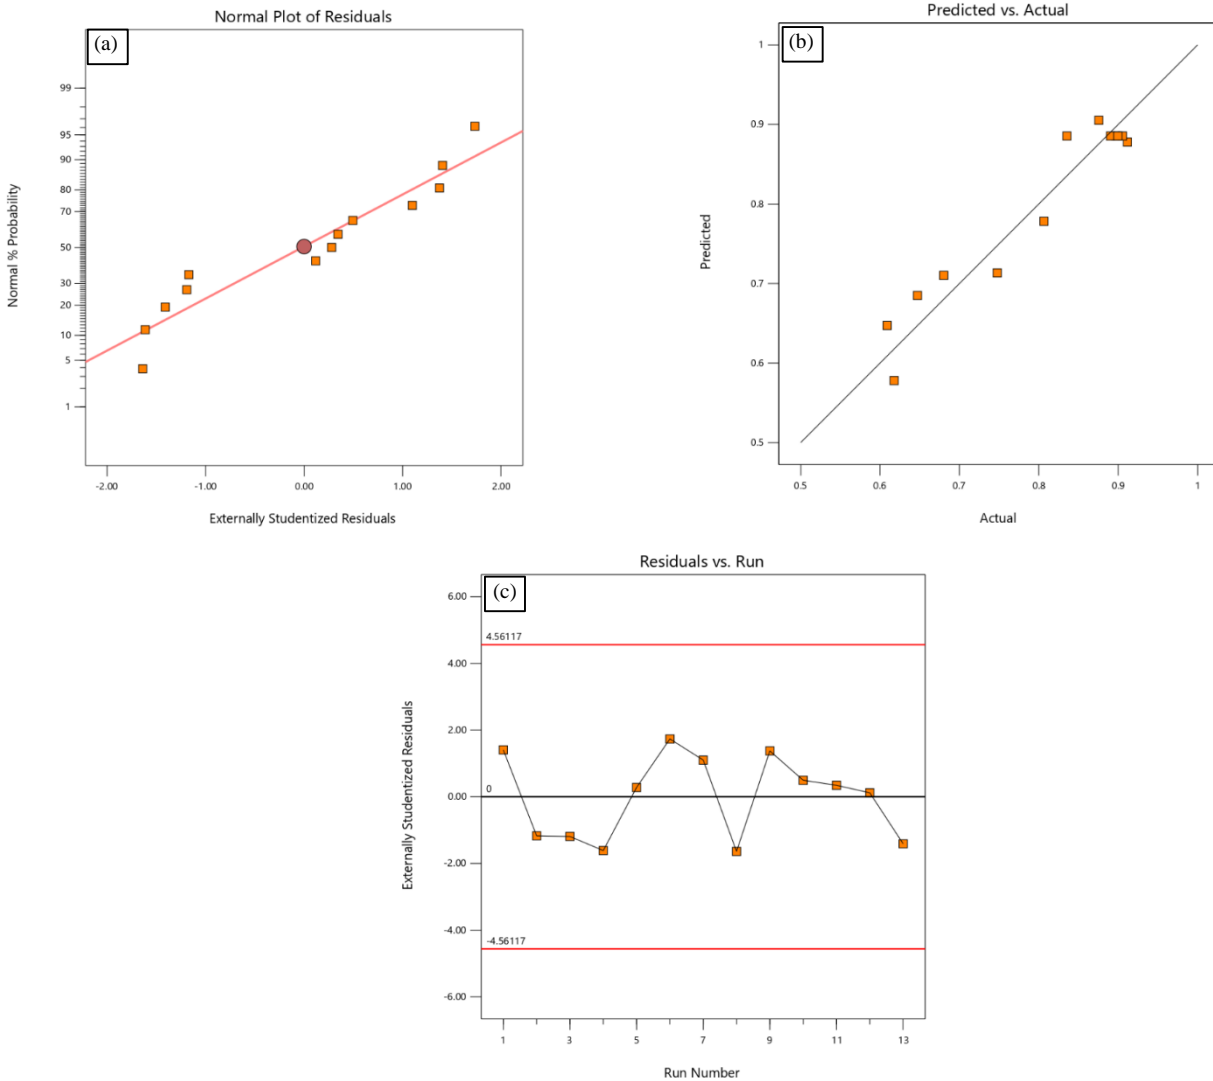 Normal Plot of Residuals
(a)
99
95
90
80
70
50
30
20
10
5
1
Normal % Probability
-2.00 -1.00 0.00 1.00 2.00
Externally Studentized Residuals
Predicted vs. Actual
(b)
1
0.9
0.8
0.7
0.6
0.5
Predicted
0.5 0.6 0.7 0.8 0.9 1
Actual
Residuals vs. Run
(c)
6.00
4.56117
4.00
2.00
0
0.00
-2.00
-4.00
-4.56117
-6.00
Externally Studentized Residuals
1 3 5 7 9 11 13
Run Number